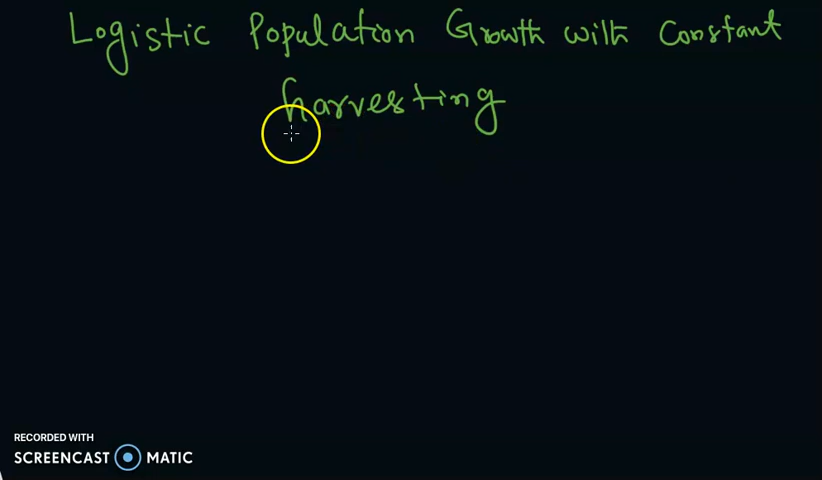 Logistic Population Growth with Constant
harvesting
RECORDED WITH
SCREENCAST MATIC